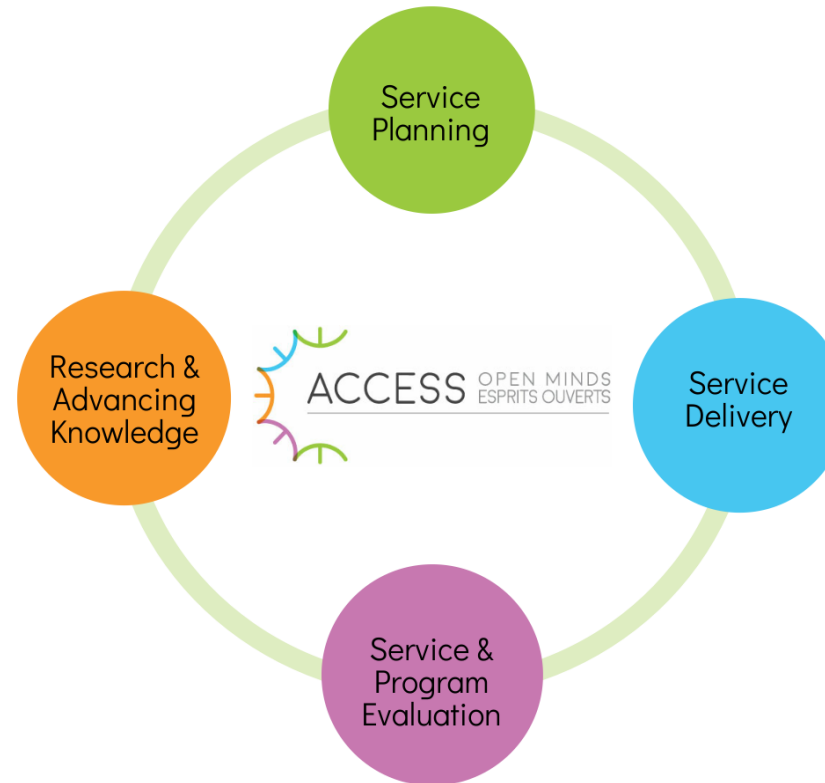 Service
Planning
Research &
Advancing
Knowledge
ACCESS OPEN MINDS
ESPRITS OUVERTS
Service
Delivery
Service &
Program
Evaluation